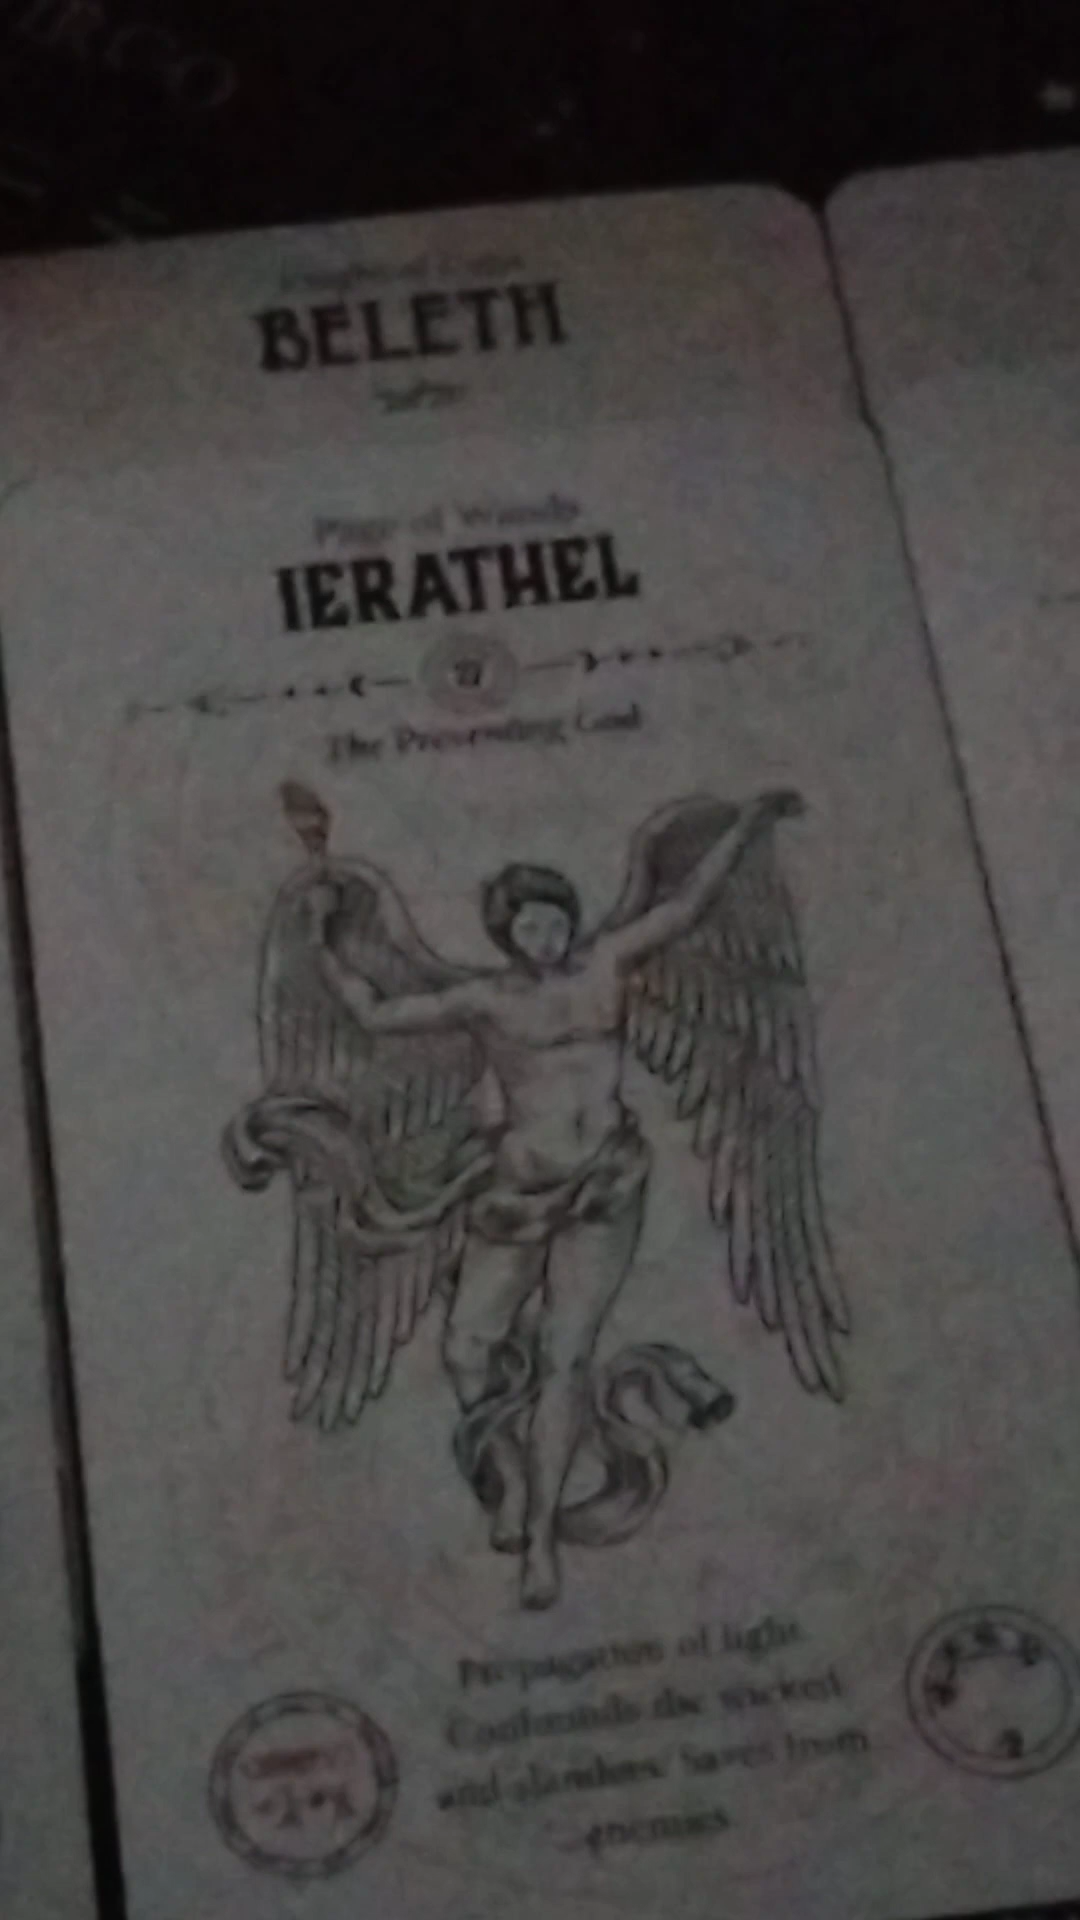 BELETH
Page of Wands
IERATHEL
The Preventing God
Propagation of light.
Confounds the wicked
and slanders. Saves from
enemies